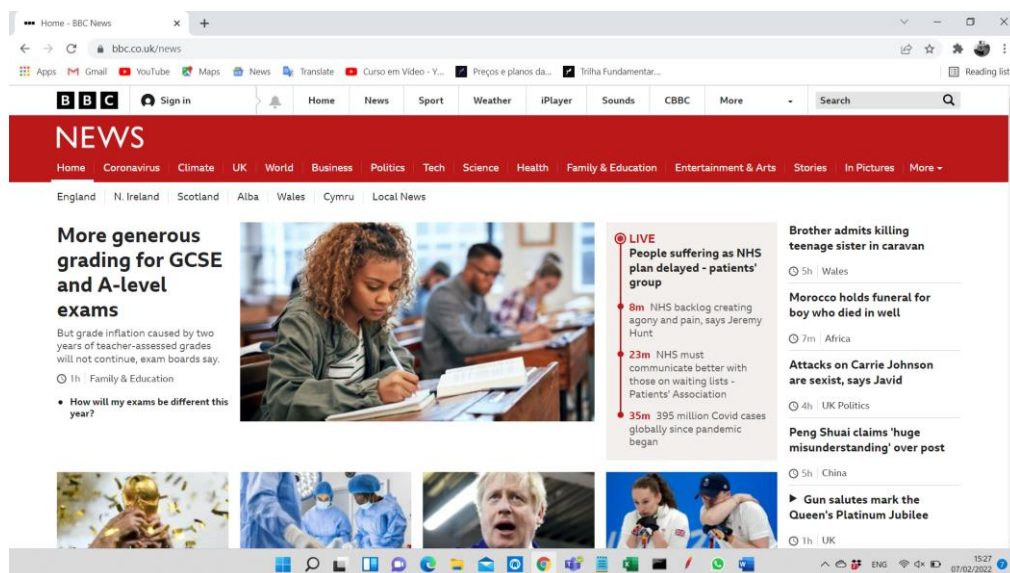 Home - BBC News
bbc.co.uk/news
Apps Gmail YouTube Maps News Translate Curso em Vídeo - Y... Preços e planos da... Trilha Fundamentar... Reading list
BBC Sign in Home News Sport Weather iPlayer Sounds CBBC More Search
NEWS
Home Coronavirus Climate UK World Business Politics Tech Science Health Family & Education Entertainment & Arts Stories In Pictures More
England N. Ireland Scotland Alba Wales Cymru Local News
More generous
grading for GCSE
and A-level
exams
But grade inflation caused by two
years of teacher-assessed grades
will not continue, exam boards say.
1h Family & Education
How will my exams be different this
year?
LIVE
People suffering as NHS
plan delayed - patients'
group
8m NHS backlog creating
agony and pain, says Jeremy
Hunt
23m NHS must
communicate better with
those on waiting lists -
Patients' Association
35m 395 million Covid cases
globally since pandemic
began
Brother admits killing
teenage sister in caravan
5h Wales
Morocco holds funeral for
boy who died in well
7m Africa
Attacks on Carrie Johnson
are sexist, says Javid
4h UK Politics
Peng Shuai claims 'huge
misunderstanding' over post
5h China
Gun salutes mark the
Queen's Platinum Jubilee
1h UK
ENG
15:27
07/02/2022